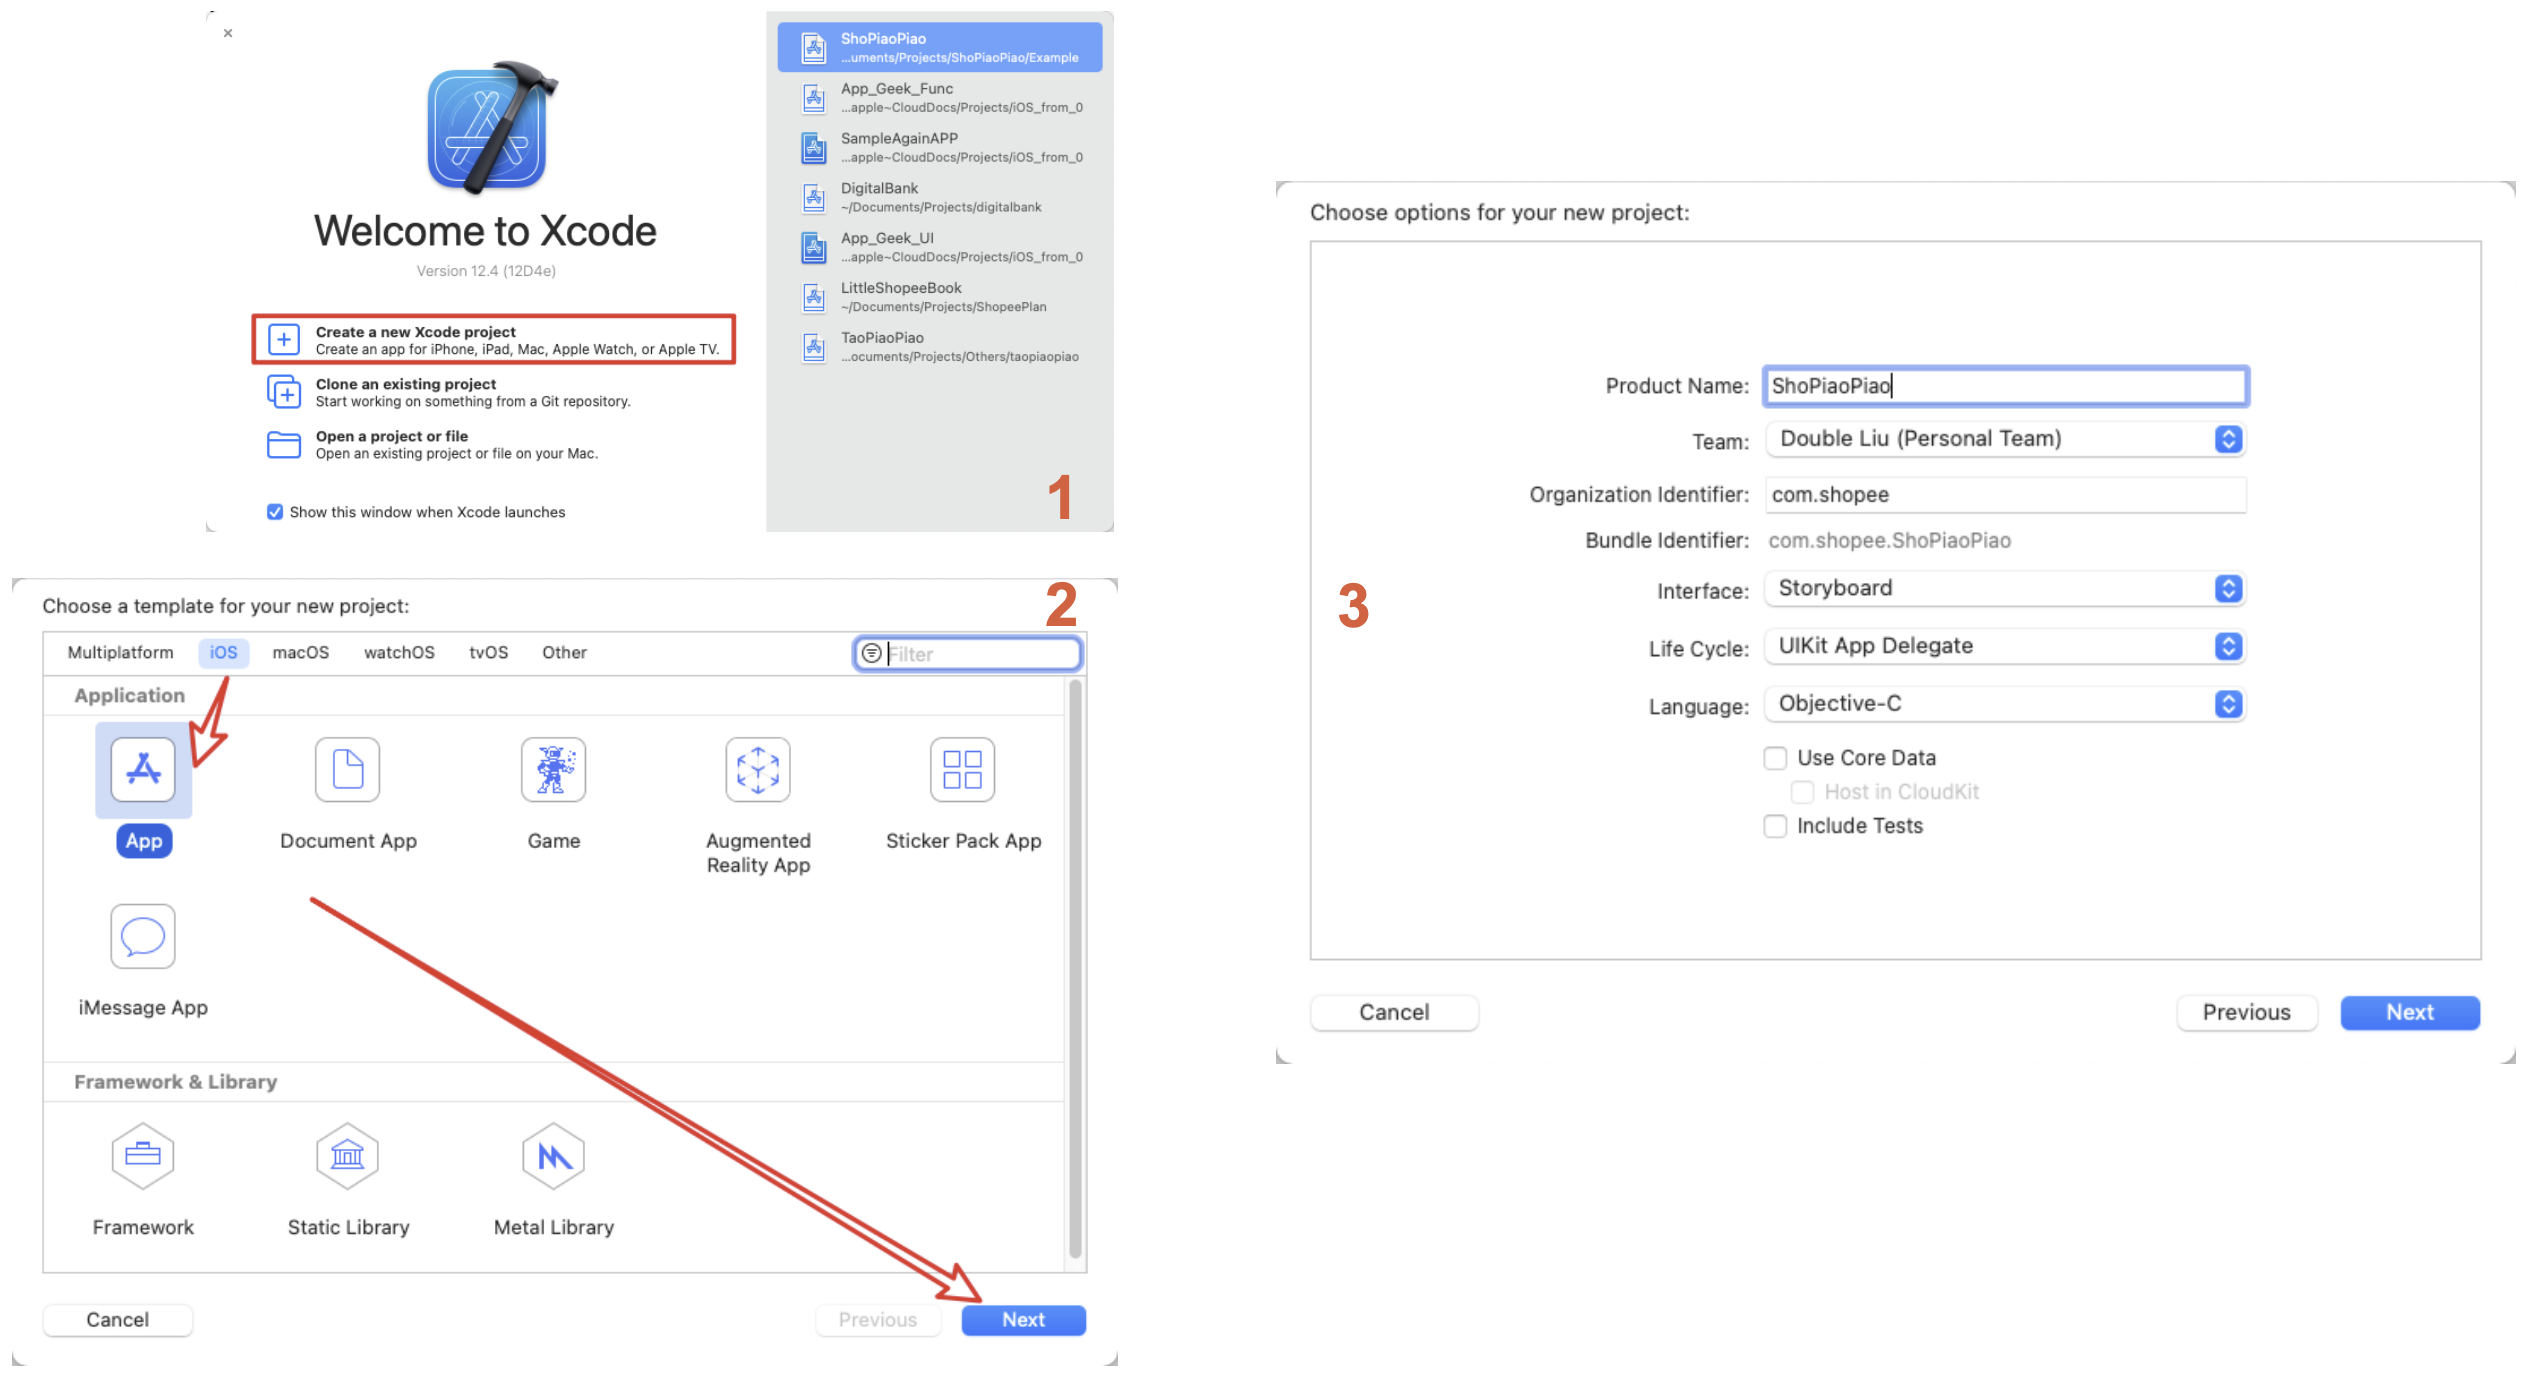 ×
Welcome to Xcode
Version 12.4 (12D4e)
Create a new Xcode project
Create an app for iPhone, iPad, Mac, Apple Watch, or Apple TV.
Clone an existing project
Start working on something from a Git repository.
Open a project or file
Open an existing project or file on your Mac.
Show this window when Xcode launches
ShoPiaoPiao
...uments/Projects/ShoPiaoPiao/Example
App_Geek_Func
...apple~CloudDocs/Projects/iOS_from_0
SampleAgainAPP
...apple~CloudDocs/Projects/iOS_from_0
DigitalBank
~/Documents/Projects/digitalbank
App_Geek_UI
...apple~CloudDocs/Projects/iOS_from_0
LittleShopeeBook
~/Documents/Projects/ShopeePlan
TaoPiaoPiao
...ocuments/Projects/Others/taopiaopiao
1
Choose a template for your new project:
2
Multiplatform iOS macOS watchOS tvOS Other Filter
Application
App Document App Game Augmented Sticker Pack App
Reality App
iMessage App
Framework & Library
Framework Static Library Metal Library
Cancel Previous Next
Choose options for your new project:
3
Product Name: ShoPiaoPiao
Team: Double Liu (Personal Team)
Organization Identifier: com.shopee
Bundle Identifier: com.shopee.ShoPiaoPiao
Interface: Storyboard
Life Cycle: UIKit App Delegate
Language: Objective-C
Use Core Data
Host in CloudKit
Include Tests
Cancel Previous Next